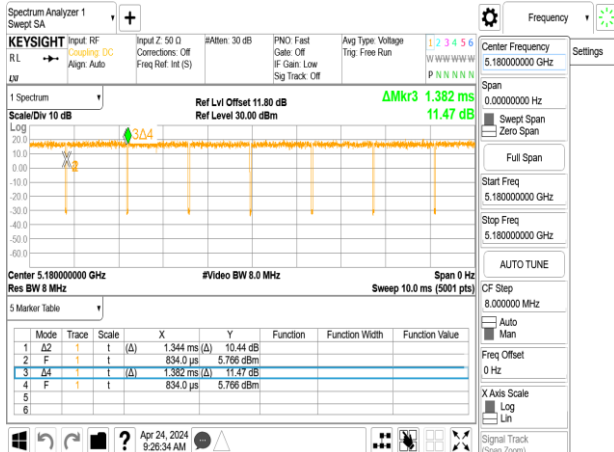 Spectrum Analyzer 1
Swept SA
+
Frequency
KEYSIGHT
RL
Input: RF
Coupling: DC
Align: Auto
Input Z: 50 Ω
Corrections: Off
Freq Ref: Int (S)
#Atten: 30 dB
PNO: Fast
Gate: Off
IF Gain: Low
Sig Track: Off
Avg Type: Voltage
Trig: Free Run
1 2 3 4 5 6
W W W W W W
P N N N N N
1 Spectrum
Scale/Div 10 dB
Ref Lvl Offset 11.80 dB
Ref Level 30.00 dBm
ΔMkr3 1.382 ms
11.47 dB
Log
20.0
10.0
0.00
-10.0
-20.0
-30.0
-40.0
-50.0
-60.0
3Δ4
Center 5.180000000 GHz
#Video BW 8.0 MHz
Span 0 Hz
Res BW 8 MHz
Sweep 10.0 ms (5001 pts)
5 Marker Table
Mode Trace Scale X Y Function Function Width Function Value
1 Δ2 1 t (Δ) 1.344 ms (Δ) 10.44 dB
2 F 1 t 834.0 µs 5.766 dBm
3 Δ4 1 t (Δ) 1.382 ms (Δ) 11.47 dB
4 F 1 t 834.0 µs 5.766 dBm
5
6
?
Apr 24, 2024
9:26:34 AM
Center Frequency
5.180000000 GHz
Settings
Span
0.00000000 Hz
Swept Span
Zero Span
Full Span
Start Freq
5.180000000 GHz
Stop Freq
5.180000000 GHz
AUTO TUNE
CF Step
8.000000 MHz
Auto
Man
Freq Offset
0 Hz
X Axis Scale
Log
Lin
Signal Track
(Span Zoom)